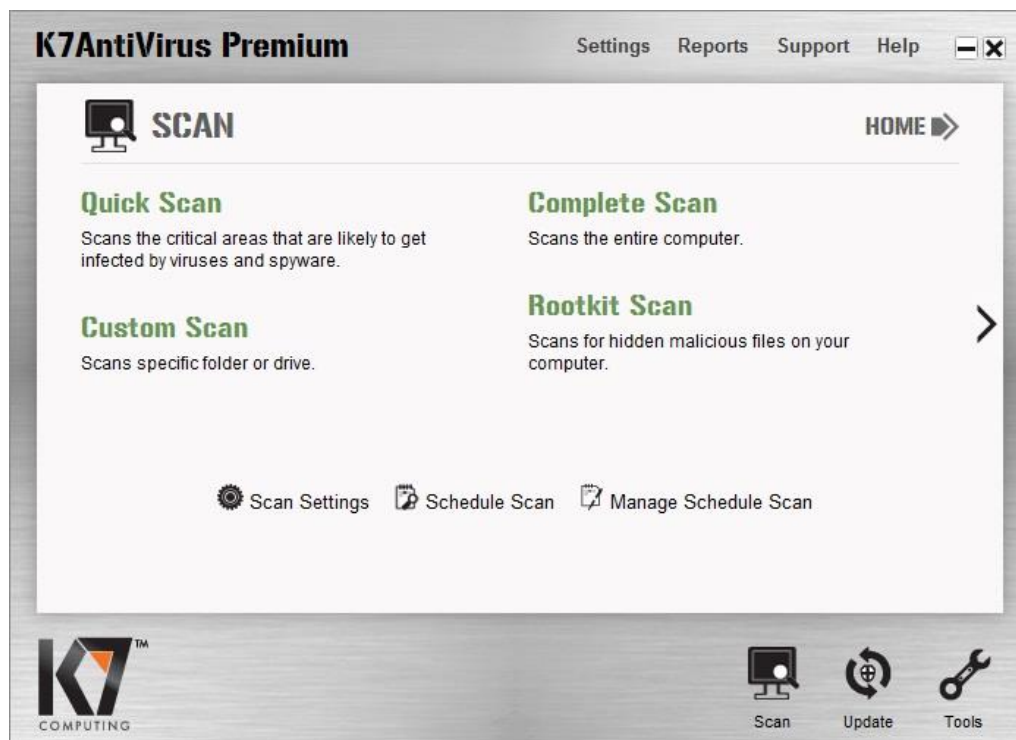 K7AntiVirus Premium
Settings Reports Support Help
SCAN
HOME
Quick Scan
Scans the critical areas that are likely to get
infected by viruses and spyware.
Complete Scan
Scans the entire computer.
Custom Scan
Scans specific folder or drive.
Rootkit Scan
Scans for hidden malicious files on your
computer.
Scan Settings Schedule Scan Manage Schedule Scan
K7 TM
COMPUTING
Scan Update Tools